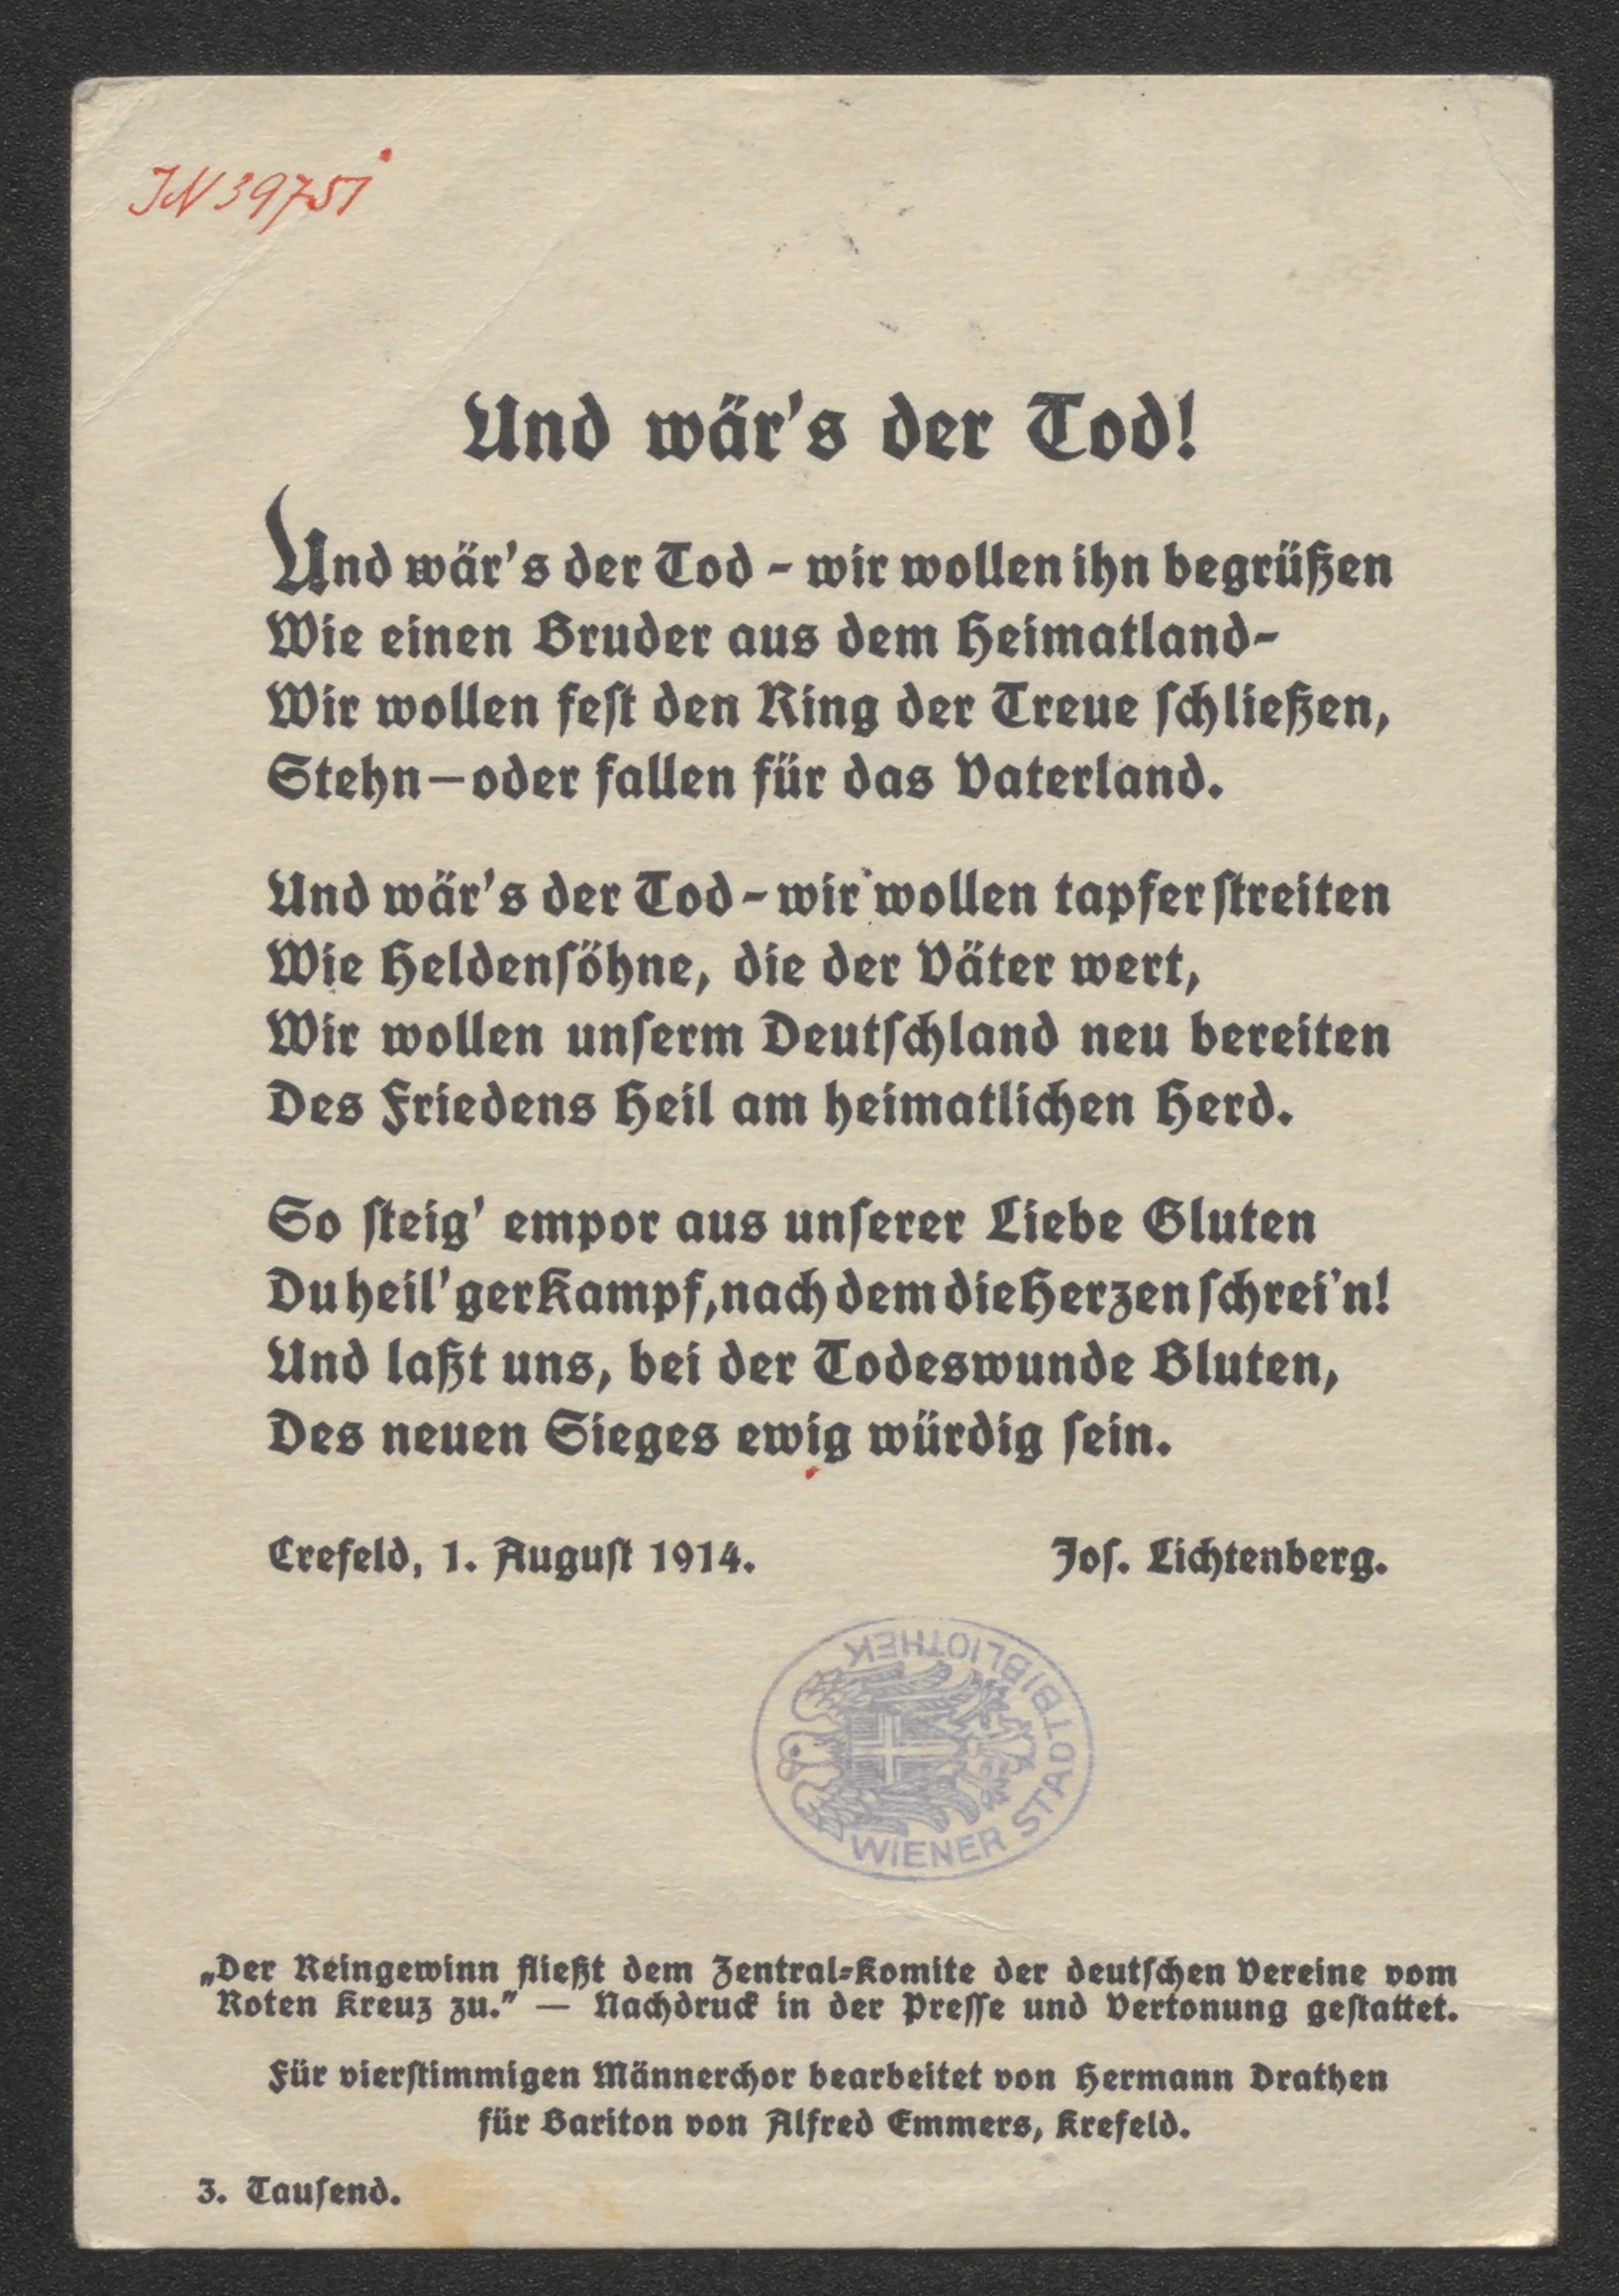 JN 39751
Und wär's der Tod!
Und wär's der Tod - wir wollen ihn begrüßen
Wie einen Bruder aus dem Heimatland-
Wir wollen fest den Ring der Treue schließen,
Stehn—oder fallen für das Vaterland.
Und wär's der Tod-wir wollen tapfer streiten
Wie Heldensöhne, die der Väter wert,
Wir wollen unserm Deutschland neu bereiten
Des Friedens Heil am heimatlichen Herd.
So steig' empor aus unserer Liebe Gluten
Du heil'ger Kampf, nach dem die Herzen schrei'n!
Und laßt uns, bei der Todeswunde Bluten,
Des neuen Sieges ewig würdig sein.
Crefeld, 1. August 1914. Jos. Lichtenberg.
WIENER STADTBIBLIOTHEK
„Der Reingewinn fließt dem Zentral-Komite der deutschen Vereine vom
Roten Kreuz zu.” — Nachdruck in der Presse und Vertonung gestattet.
Für vierstimmigen Männerchor bearbeitet von Hermann Drathen
für Bariton von Alfred Emmers, Krefeld.
3. Tausend.